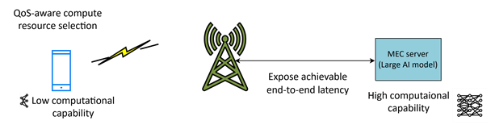 QoS-aware compute
resource selection
Low computational
capability
Expose achievable
end-to-end latency
MEC server
(Large AI model)
High computaional
capability